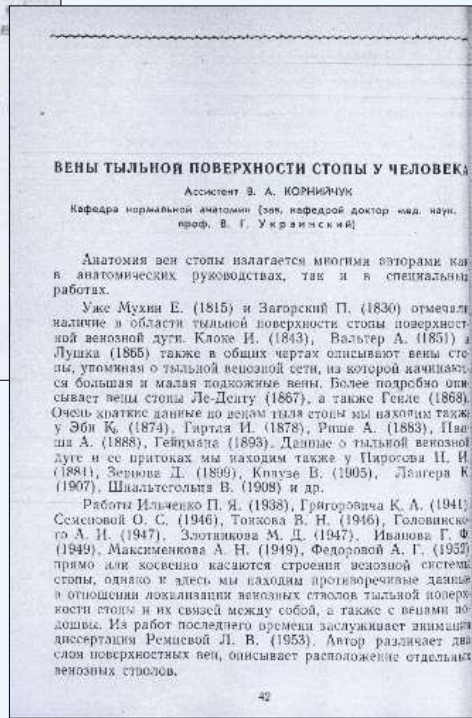 ВЕНЫ ТЫЛЬНОЙ ПОВЕРХНОСТИ СТОПЫ У ЧЕЛОВЕКА
Ассистент В. А. КОРНИЙЧУК
Кафедра нормальной анатомии (зав. кафедрой доктор мед. наук.
проф. В. Г. Украинский)
Анатомия вен стопы излагается многими авторами как
в анатомических руководствах, так и в специальных
работах.
Уже Мухин Е. (1815) и Загорский П. (1830) отмечали
наличие в области тыльной поверхности стопы поверхност-
ной венозной дуги. Клоке И. (1843), Вальтер А. (1851) и
Лушка (1865) также в общих чертах описывают вены сто-
пы, упоминая о тыльной венозной сети, из которой начинают-
ся большая и малая подкожные вены. Более подробно опи-
сывает вены стопы Ле-Денту (1867), а также Генле (1868).
Очень краткие данные по венам тыла стопы мы находим также
у Эби К. (1874), Гиртля И. (1878), Рише А. (1883), Пан-
ша А. (1888), Гейцмана (1893). Данные о тыльной венозной
дуге и ее притоках мы находим также у Пирогова Н. И.
(1881), Зернова Д. (1899), Краузе В. (1905), Лангера К.
(1907), Шпальтегольца В. (1908) и др.
Работы Ильченко П. Я. (1938), Григоровича К. А. (1941),
Семеновой О. С. (1946), Тонкова В. Н. (1946), Головинско-
го А. И. (1947), Злотникова М. Д. (1947), Иванова Г. Ф.
(1949), Максименкова А. Н. (1949), Федоровой А. Г. (1952)
прямо или косвенно касаются строения венозной системы
стопы, однако и здесь мы находим противоречивые данные
в отношении локализации венозных стволов тыльной поверх-
ности стопы и их связей между собой, а также с венами по-
дошвы. Из работ последнего времени заслуживает внимания
диссертация Ремневой Л. В. (1953). Автор различает два
слоя поверхностных вен, описывает расположение отдельных
венозных стволов.
42